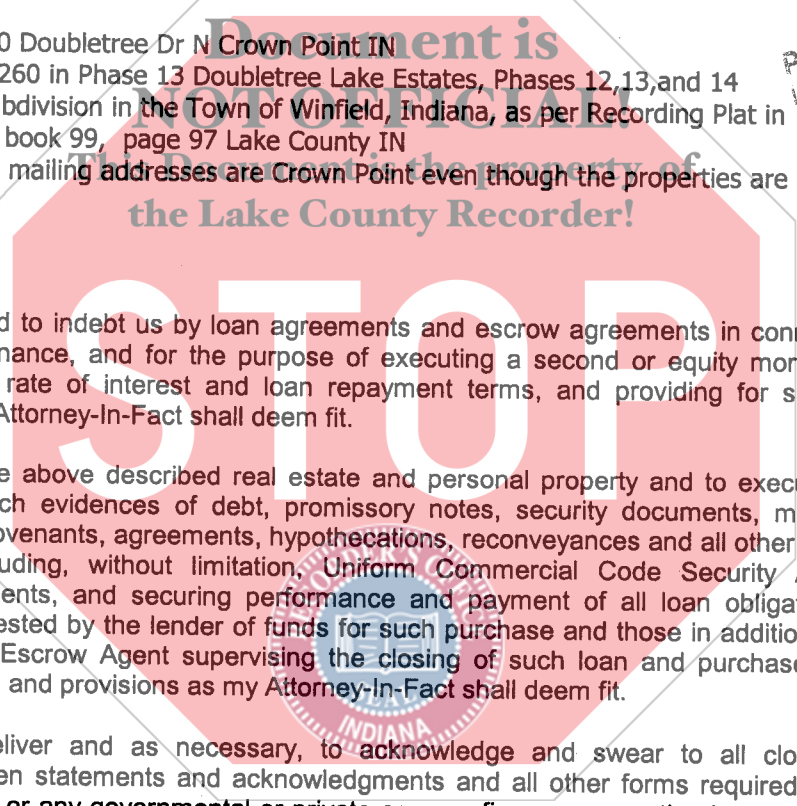 0 Doubletree Dr N Crown Point IN
Document is
260 in Phase 13 Doubletree Lake Estates, Phases 12,13,and 14
NOT OFFICIAL!
bdivision in the Town of Winfield, Indiana, as per Recording Plat in
book 99, page 97 Lake County IN
This Document is the property of
mailing addresses are Crown Point even though the properties are
the Lake County Recorder!
STOP
d to indebt us by loan agreements and escrow agreements in conn
nance, and for the purpose of executing a second or equity mor
rate of interest and loan repayment terms, and providing for s
Attorney-In-Fact shall deem fit.
e above described real estate and personal property and to execu
ch evidences of debt, promissory notes, security documents, m
ovenants, agreements, hypothecations, reconveyances and all other
uding, without limitation, Uniform Commercial Code Security A
ents, and securing performance and payment of all loan obligat
ested by the lender of funds for such purchase and those in additio
Escrow Agent supervising the closing of such loan and purchase
and provisions as my Attorney-In-Fact shall deem fit.
SEAL
INDIANA
eliver and as necessary, to acknowledge and swear to all clo
en statements and acknowledgments and all other forms required
or any governmental or private